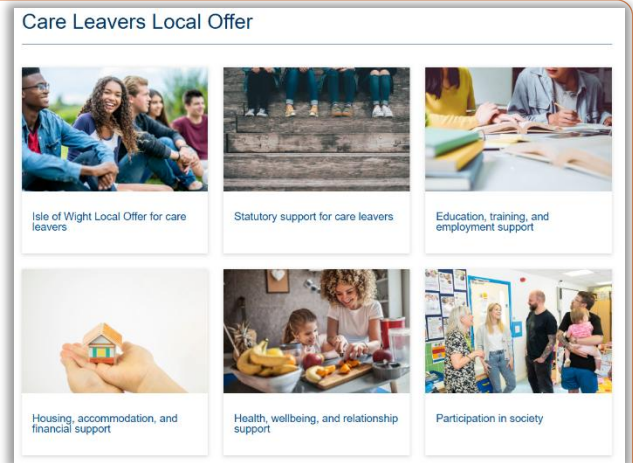 Care Leavers Local Offer
Isle of Wight Local Offer for care
leavers
Statutory support for care leavers
Education, training, and
employment support
Housing, accommodation, and
financial support
Health, wellbeing, and relationship
support
Participation in society